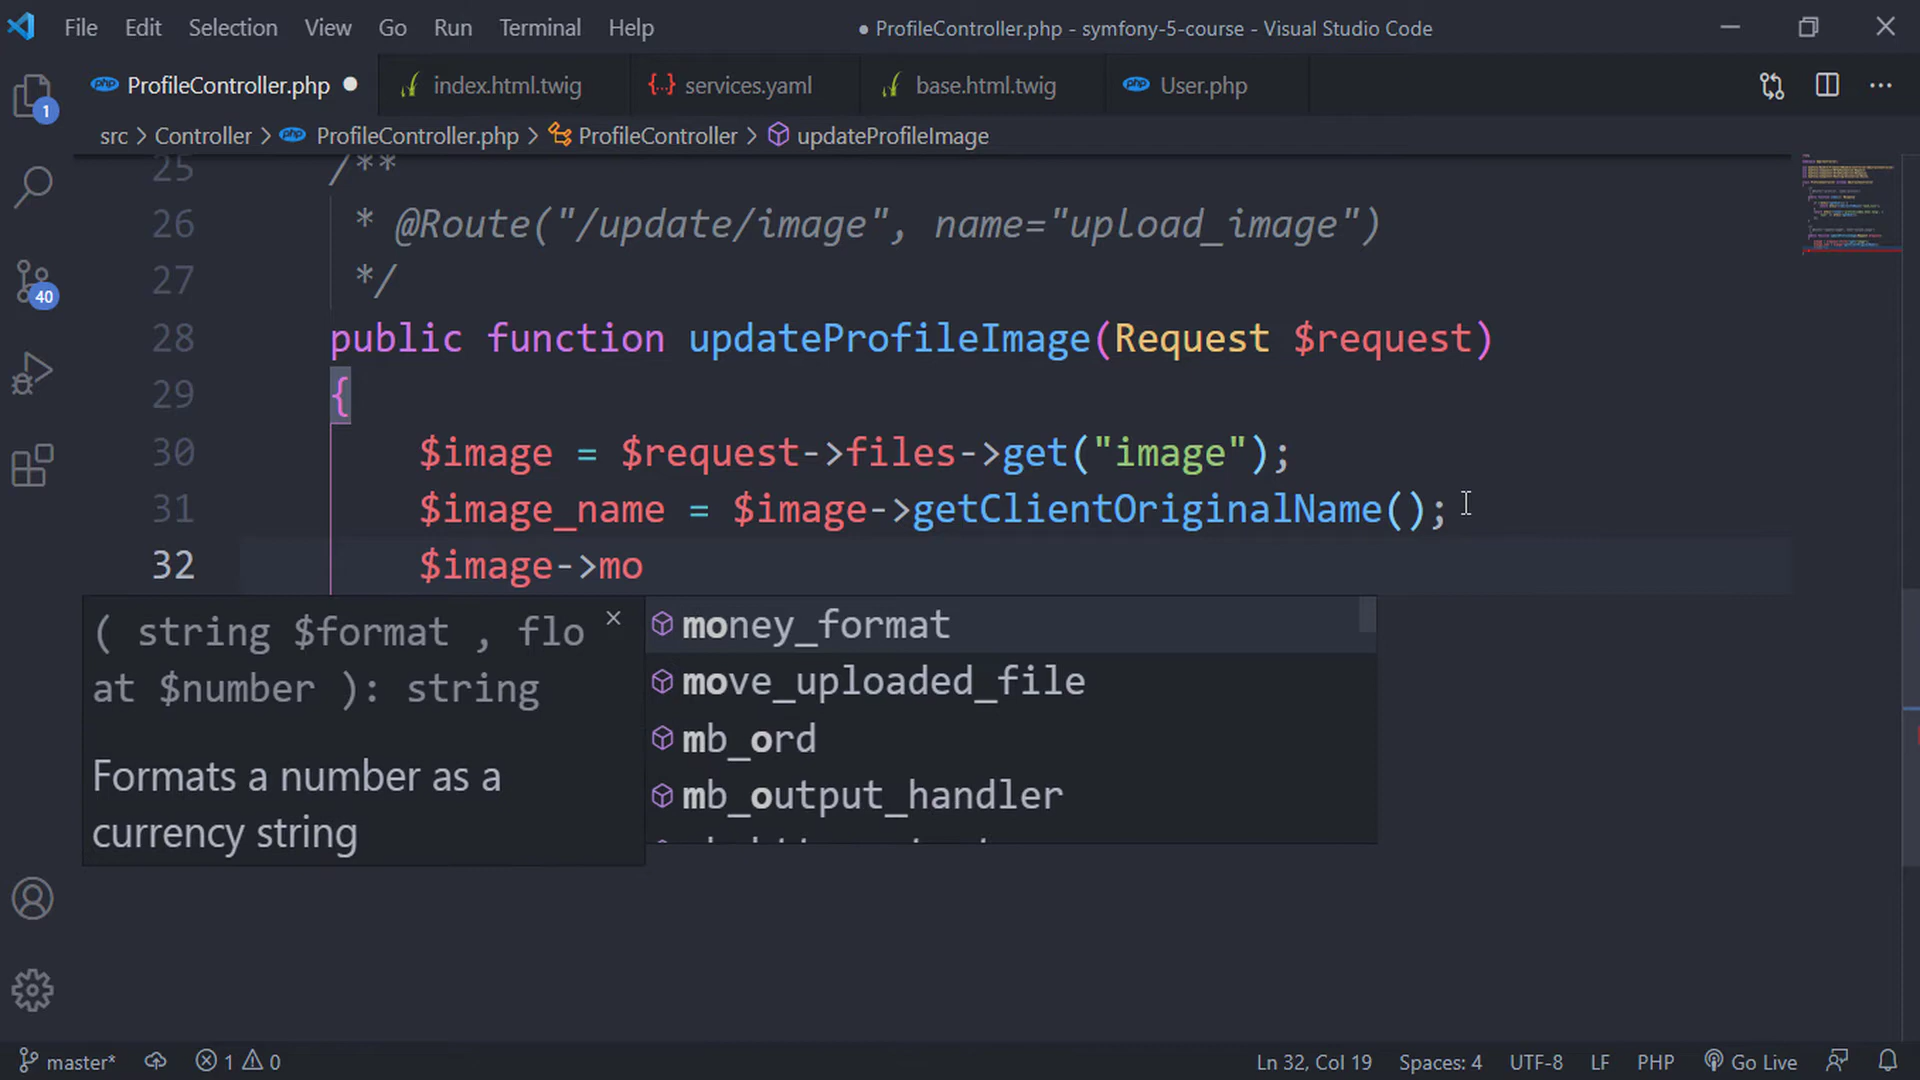 File Edit Selection View Go Run Terminal Help ● ProfileController.php - symfony-5-course - Visual Studio Code
ProfileController.php index.html.twig services.yaml base.html.twig User.php
src > Controller > ProfileController.php > ProfileController > updateProfileImage
1
40
25 /**
26 * @Route("/update/image", name="upload_image")
27 */
28 public function updateProfileImage(Request $request)
29 {
30 $image = $request->files->get("image");
31 $image_name = $image->getClientOriginalName();
32 $image->mo
( string $format , flo
at $number ): string
Formats a number as a
currency string
money_format
move_uploaded_file
mb_ord
mb_output_handler
master* 1 0 Ln 32, Col 19 Spaces: 4 UTF-8 LF PHP Go Live